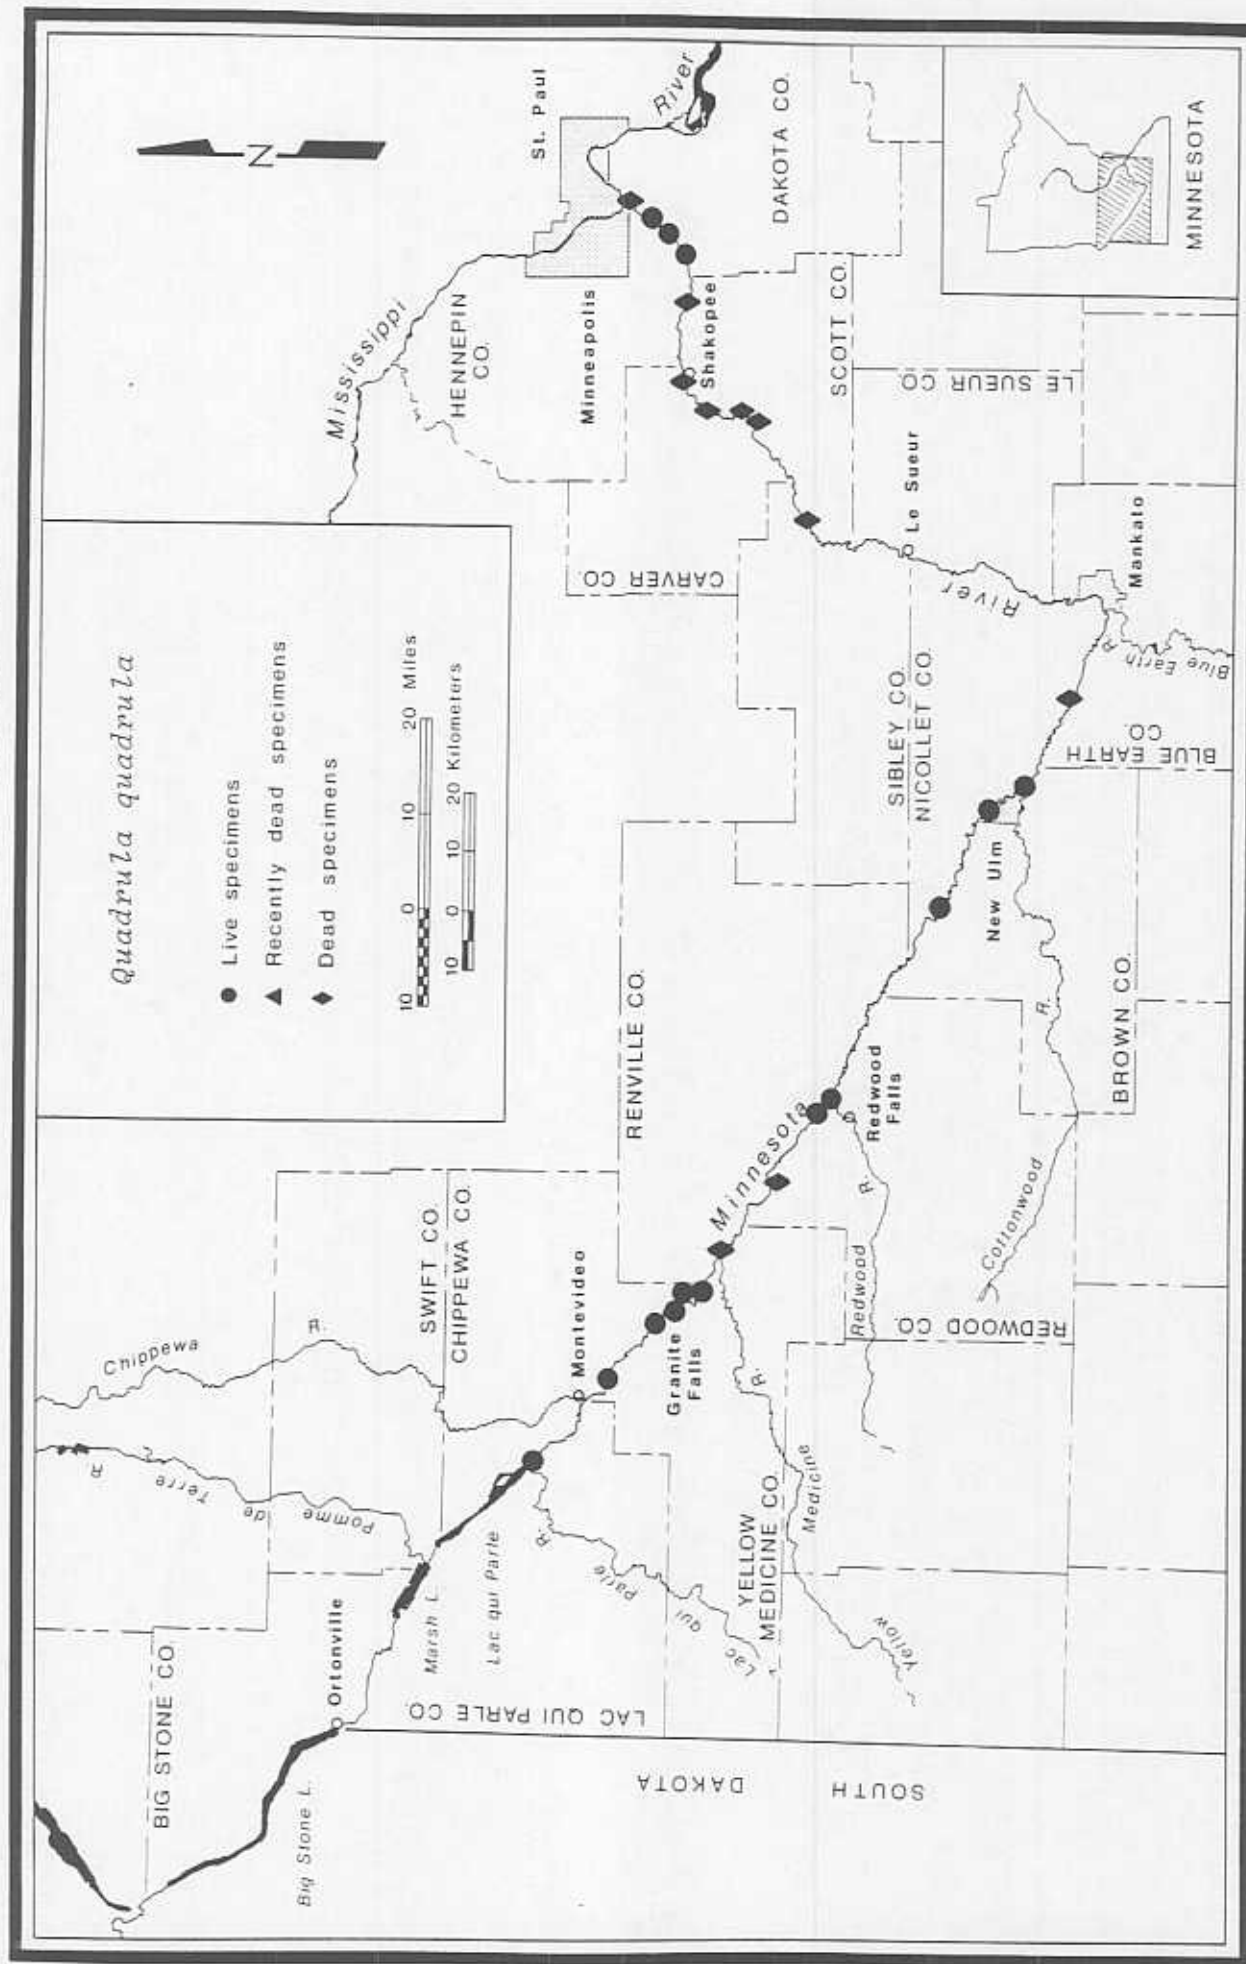 Quadrula quadrula
Live specimens
Recently dead specimens
Dead specimens
10 0 10 20 Miles
10 0 10 20 Kilometers
N
BIG STONE CO.
Big Stone L.
Ortonville
Marsh L.
Lac qui Parle
LAC QUI PARLE CO.
SOUTH
DAKOTA
Pomme de Terre R.
Chippewa R.
SWIFT CO.
CHIPPEWA CO.
Montevideo
Granite
Falls
Lac qui Parle R.
YELLOW
MEDICINE CO.
Yellow Medicine R.
Minnesota
RENVILLE CO.
Redwood
Falls
Redwood R.
REDWOOD CO.
Cottonwood R.
BROWN CO.
New Ulm
SIBLEY CO.
NICOLLET CO.
BLUE EARTH
CO.
Blue Earth R.
Mankato
River
Le Sueur
LE SUEUR CO.
CARVER CO.
SCOTT CO.
Shakopee
Mississippi
HENNEPIN
CO.
Minneapolis
St. Paul
River
DAKOTA CO.
MINNESOTA